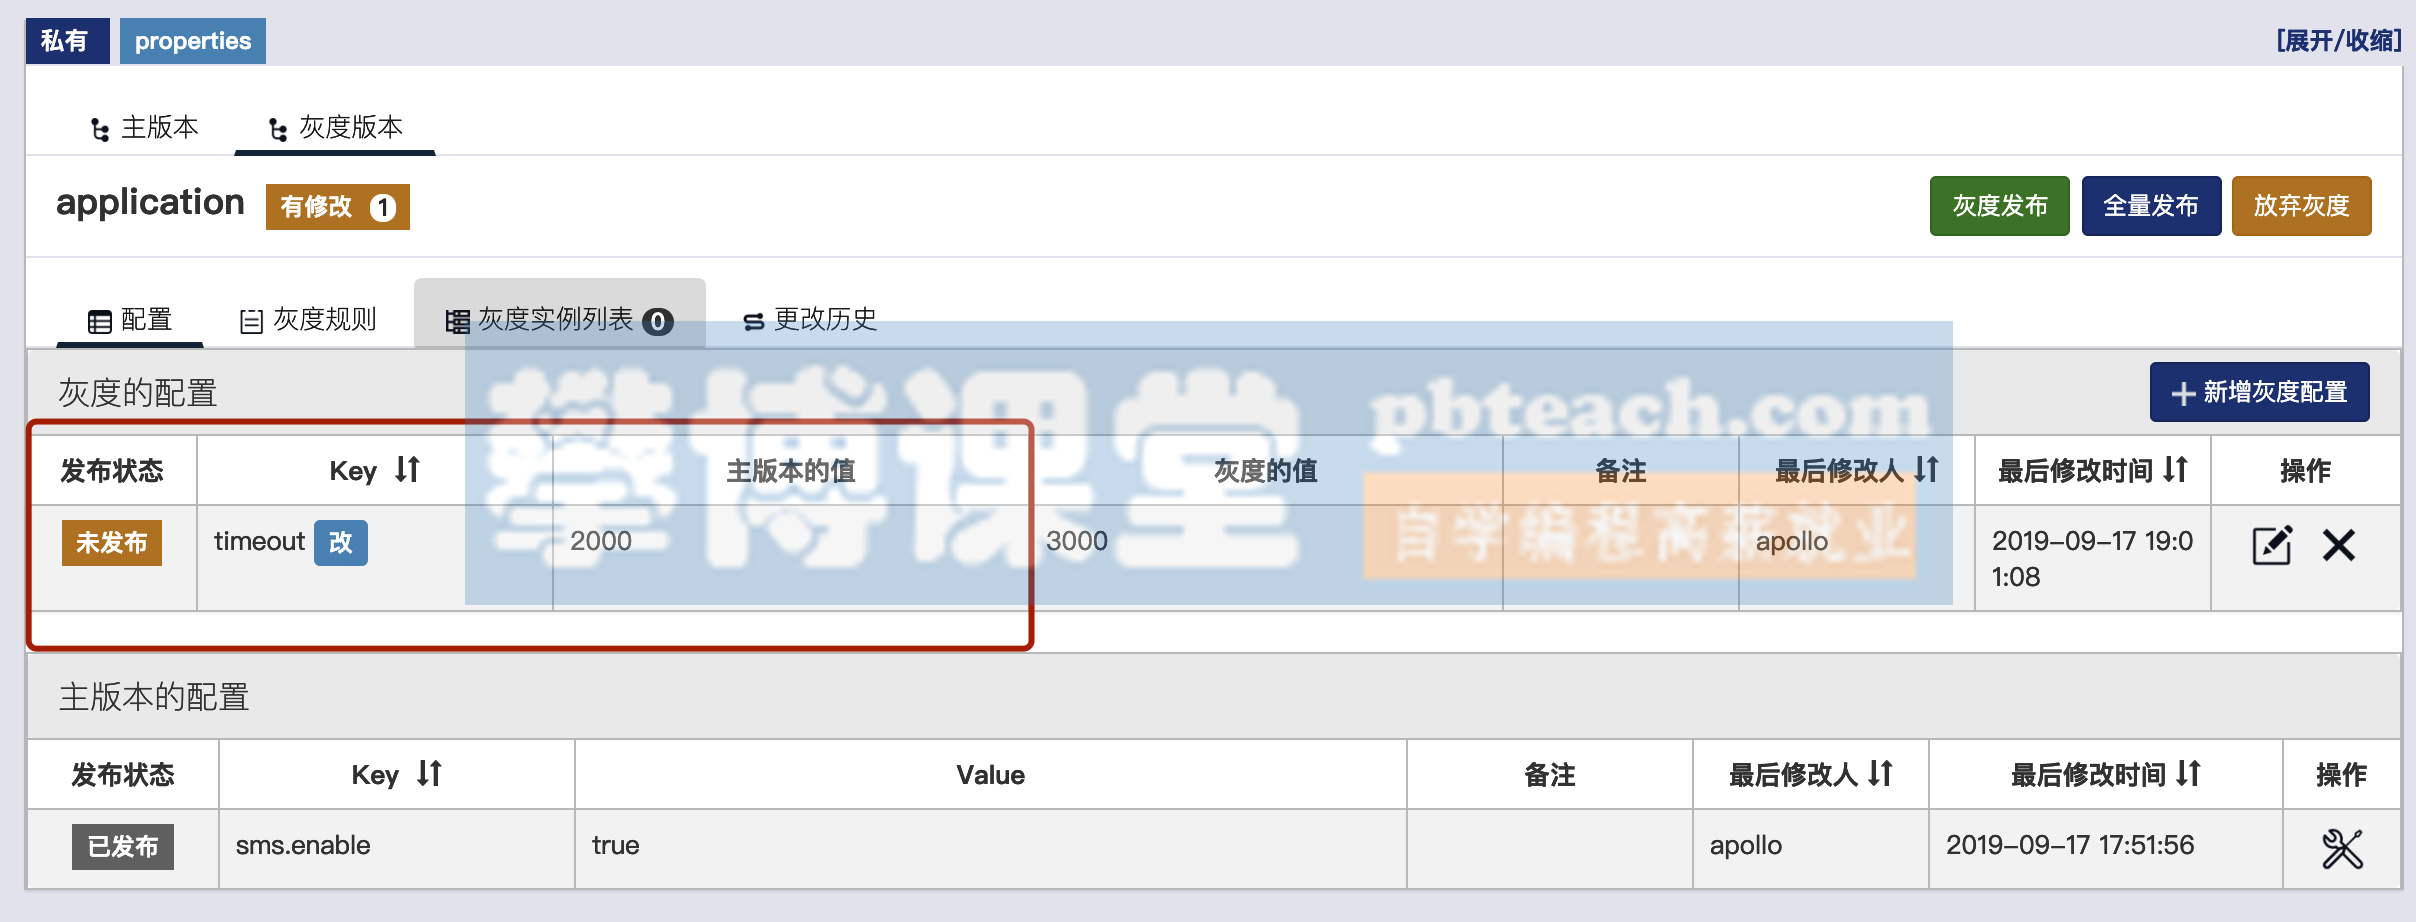 私有 properties [展开/收缩]
主版本 灰度版本
application 有修改 1 灰度发布 全量发布 放弃灰度
配置 灰度规则 灰度实例列表 0 更改历史
灰度的配置 +新增灰度配置
发布状态 Key 主版本的值 灰度的值 备注 最后修改人 最后修改时间 操作
未发布 timeout 改 2000 3000 apollo 2019-09-17 19:0
1:08
主版本的配置
发布状态 Key Value 备注 最后修改人 最后修改时间 操作
已发布 sms.enable true apollo 2019-09-17 17:51:56
攀博课堂 pbteach.com
自学编程高薪就业